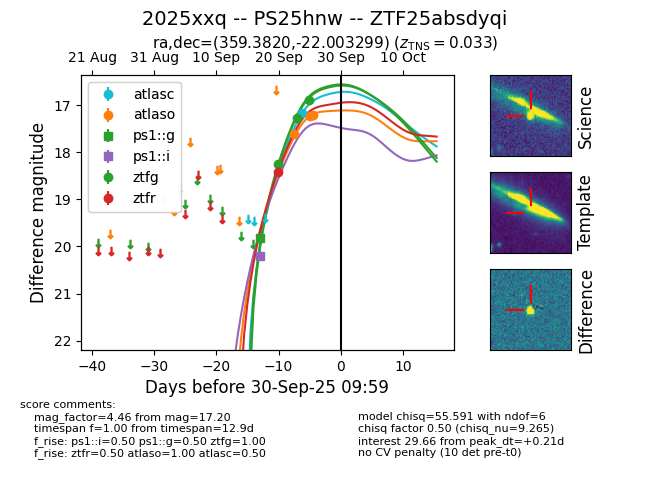 2025xxq -- PS25hnw -- ZTF25absdyqi
ra,dec=(359.3820,-22.003299) (z_TNS = 0.033)
21 Aug 31 Aug 10 Sep 20 Sep 30 Sep 10 Oct
atlasc
atlaso
ps1::g
ps1::i
ztfg
ztfr
17
18
19
20
21
22
Difference magnitude
−40 −30 −20 −10 0 10
Days before 30-Sep-25 09:59
Science
Template
Difference
score comments:
mag_factor=4.46 from mag=17.20
timespan f=1.00 from timespan=12.9d
f_rise: ps1::i=0.50 ps1::g=0.50 ztfg=1.00
f_rise: ztfr=0.50 atlaso=1.00 atlasc=0.50
model chisq=55.591 with ndof=6
chisq factor 0.50 (chisq_nu=9.265)
interest 29.66 from peak_dt=+0.21d
no CV penalty (10 det pre-t0)